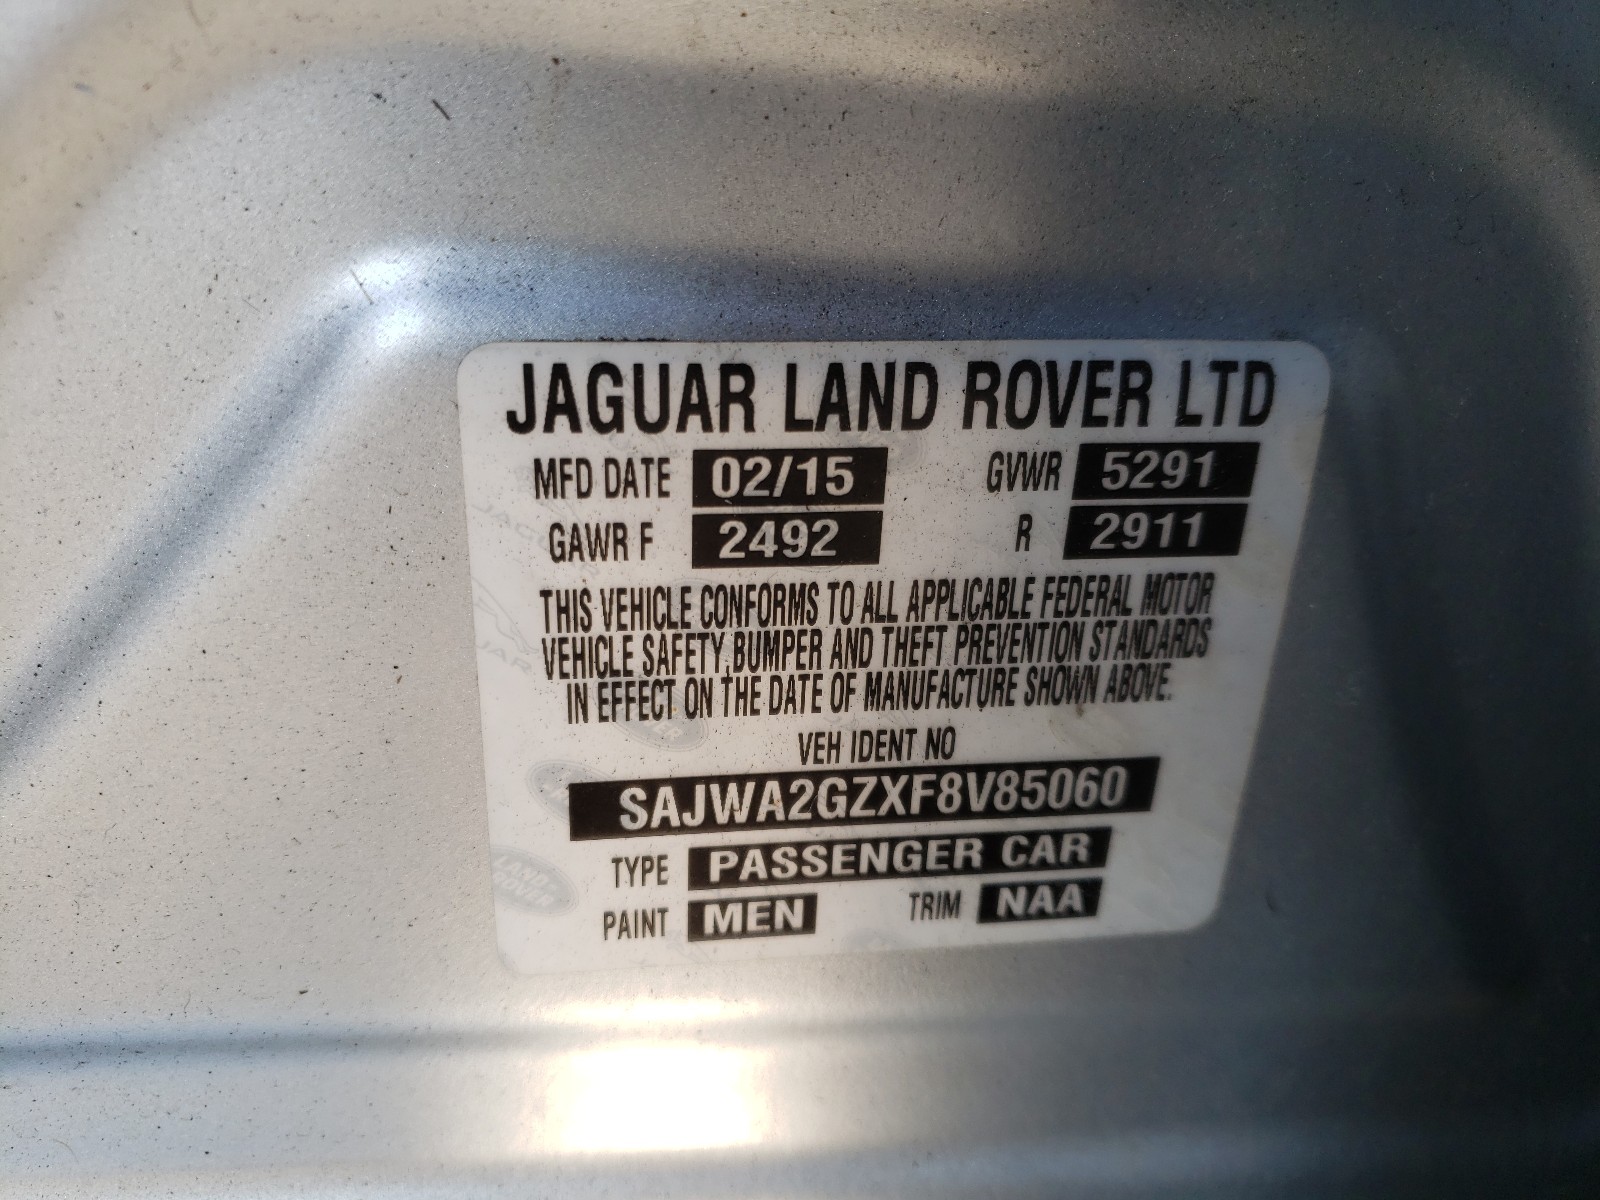 JAGUAR LAND ROVER LTD
MFD DATE 02/15 GVWR 5291
GAWR F 2492 R 2911
THIS VEHICLE CONFORMS TO ALL APPLICABLE FEDERAL MOTOR
VEHICLE SAFETY, BUMPER AND THEFT PREVENTION STANDARDS
IN EFFECT ON THE DATE OF MANUFACTURE SHOWN ABOVE.
VEH IDENT NO
SAJWA2GZXF8V85060
TYPE PASSENGER CAR
PAINT MEN TRIM NAA
LAND-
ROVER